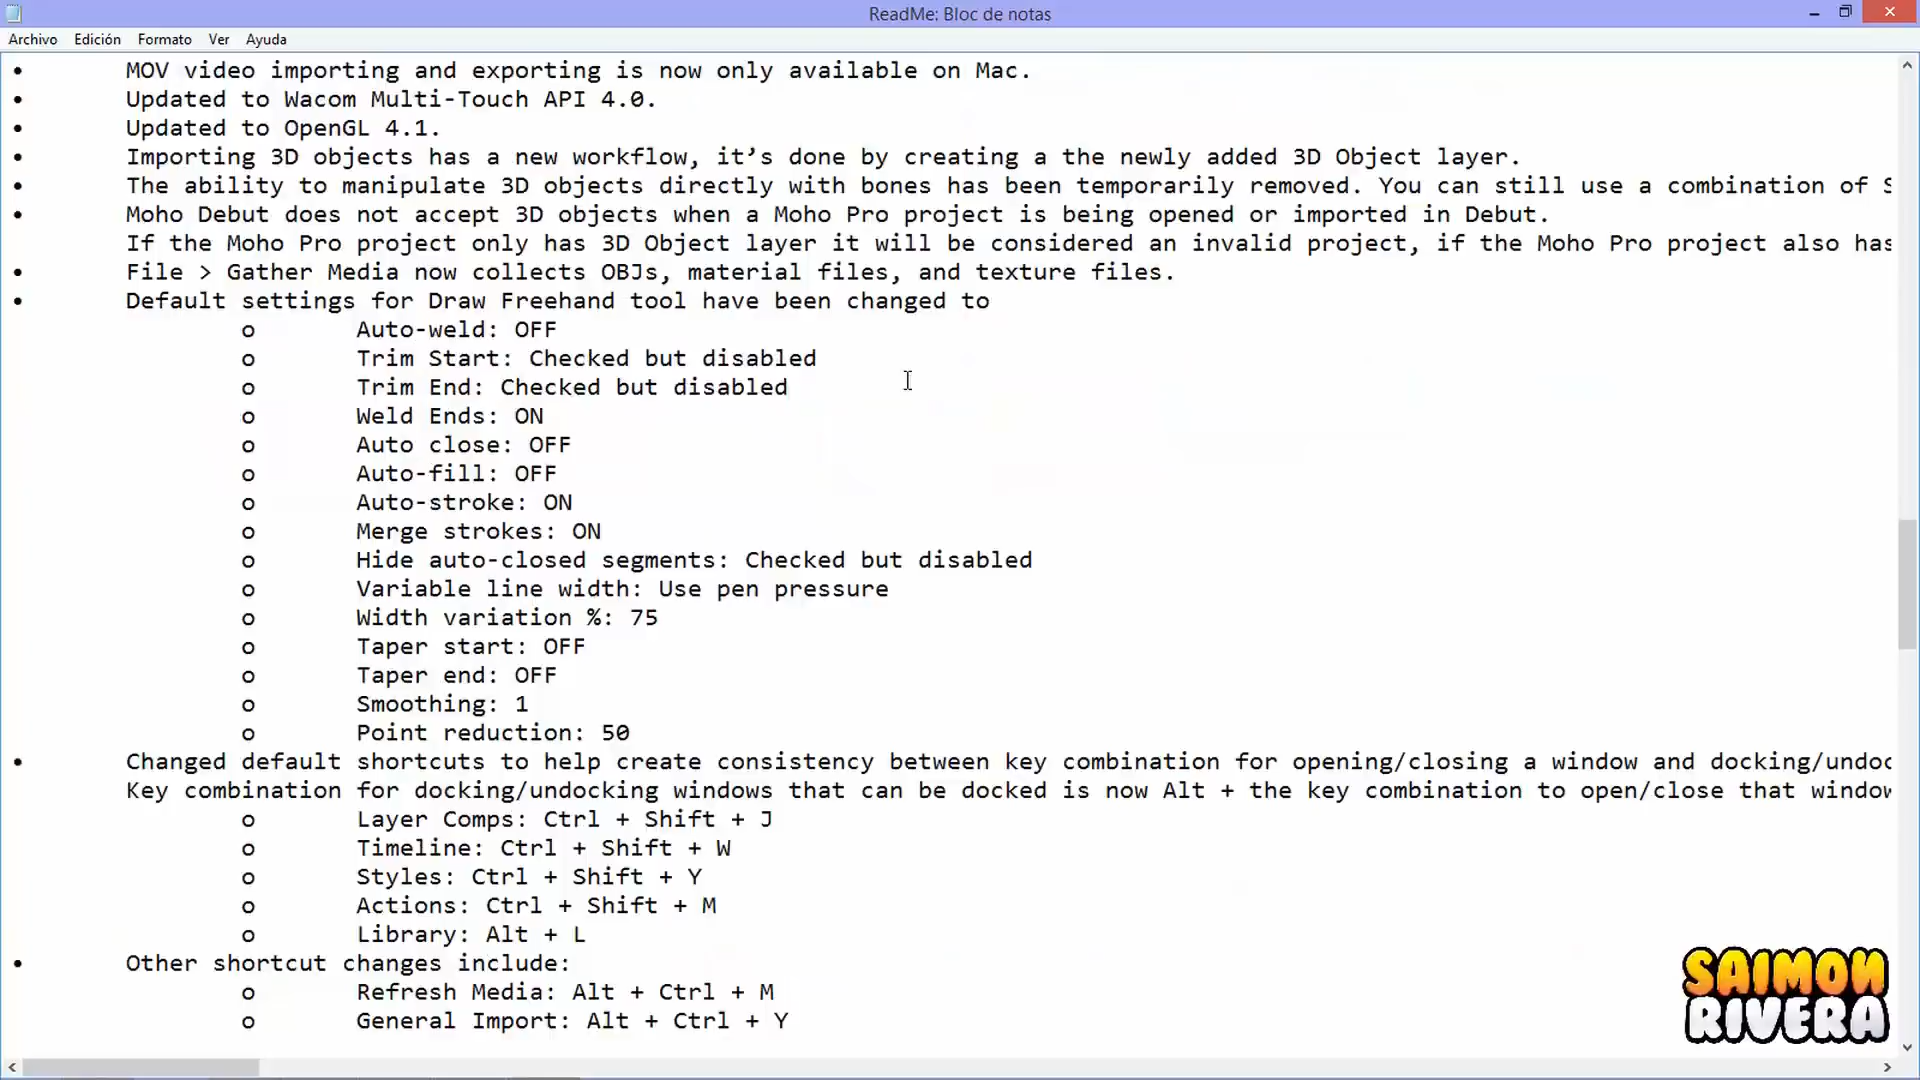 ReadMe: Bloc de notas
Archivo Edición Formato Ver Ayuda
• MOV video importing and exporting is now only available on Mac.
• Updated to Wacom Multi-Touch API 4.0.
• Updated to OpenGL 4.1.
• Importing 3D objects has a new workflow, it’s done by creating a the newly added 3D Object layer.
• The ability to manipulate 3D objects directly with bones has been temporarily removed. You can still use a combination of S
• Moho Debut does not accept 3D objects when a Moho Pro project is being opened or imported in Debut.
If the Moho Pro project only has 3D Object layer it will be considered an invalid project, if the Moho Pro project also has
• File > Gather Media now collects OBJs, material files, and texture files.
• Default settings for Draw Freehand tool have been changed to
o Auto-weld: OFF
o Trim Start: Checked but disabled
o Trim End: Checked but disabled
o Weld Ends: ON
o Auto close: OFF
o Auto-fill: OFF
o Auto-stroke: ON
o Merge strokes: ON
o Hide auto-closed segments: Checked but disabled
o Variable line width: Use pen pressure
o Width variation %: 75
o Taper start: OFF
o Taper end: OFF
o Smoothing: 1
o Point reduction: 50
• Changed default shortcuts to help create consistency between key combination for opening/closing a window and docking/undoc
Key combination for docking/undocking windows that can be docked is now Alt + the key combination to open/close that window
o Layer Comps: Ctrl + Shift + J
o Timeline: Ctrl + Shift + W
o Styles: Ctrl + Shift + Y
o Actions: Ctrl + Shift + M
o Library: Alt + L
• Other shortcut changes include:
o Refresh Media: Alt + Ctrl + M
o General Import: Alt + Ctrl + Y
SAIMON
RIVERA